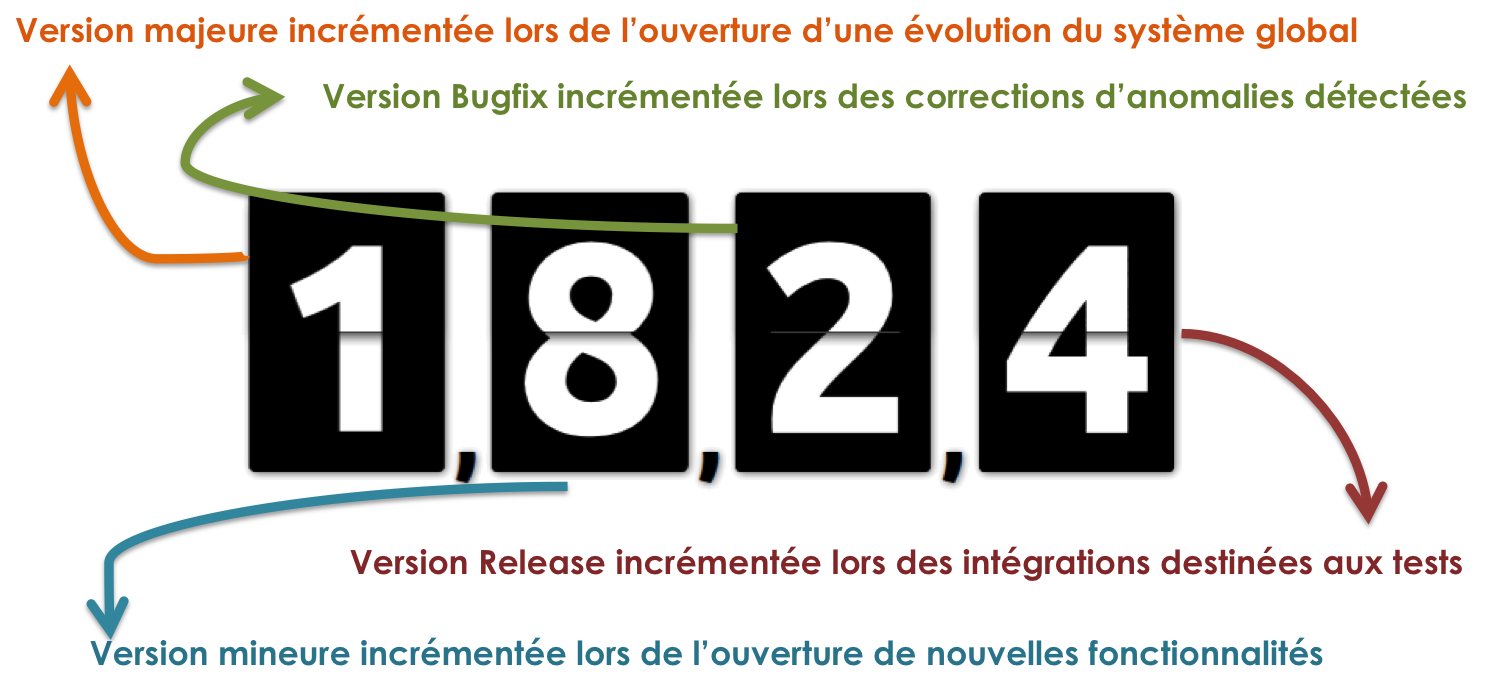 Version majeure incrémentée lors de l’ouverture d’une évolution du système global
Version Bugfix incrémentée lors des corrections d’anomalies détectées
1,8,2,4
Version Release incrémentée lors des intégrations destinées aux tests
Version mineure incrémentée lors de l’ouverture de nouvelles fonctionnalités